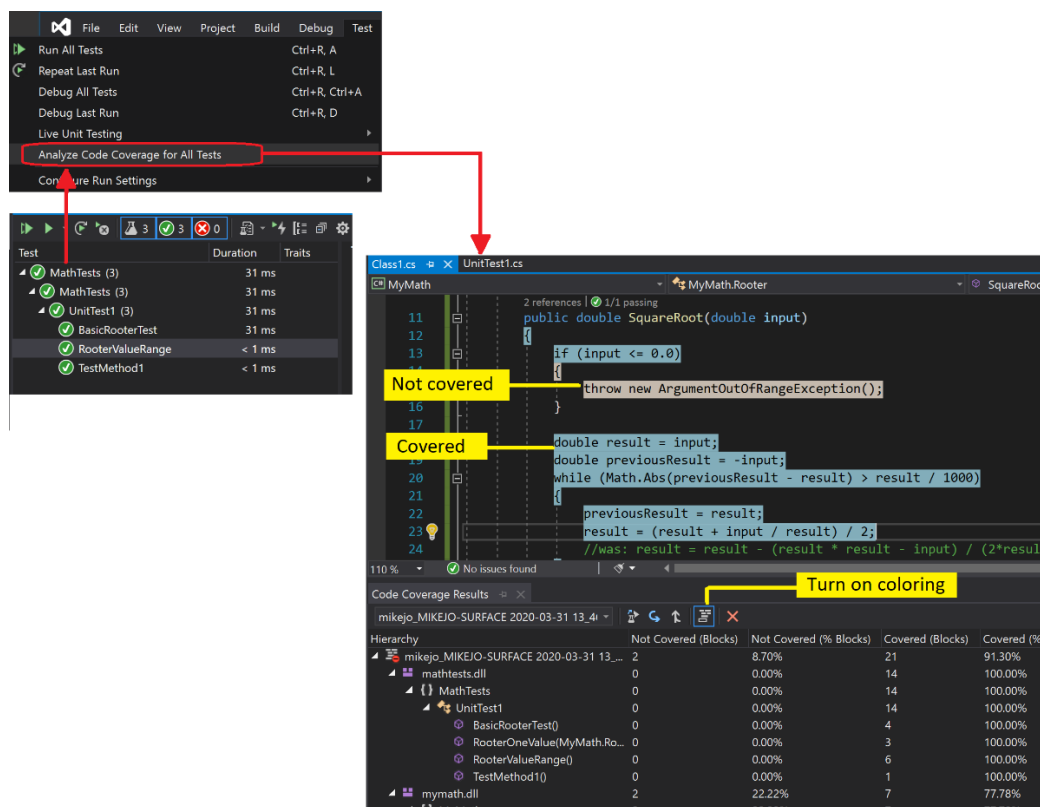 File Edit View Project Build Debug Test
Run All Tests Ctrl+R, A
Repeat Last Run Ctrl+R, L
Debug All Tests Ctrl+R, Ctrl+A
Debug Last Run Ctrl+R, D
Live Unit Testing
Analyze Code Coverage for All Tests
Configure Run Settings
3 3 0
Test Duration Traits
MathTests (3) 31 ms
MathTests (3) 31 ms
UnitTest1 (3) 31 ms
BasicRooterTest 31 ms
RooterValueRange < 1 ms
TestMethod1 < 1 ms
Class1.cs UnitTest1.cs
MyMath MyMath.Rooter SquareRoo
2 references | 1/1 passing
11 public double SquareRoot(double input)
12 {
13 if (input <= 0.0)
{
Not covered
throw new ArgumentOutOfRangeException();
16 }
17
Covered
double result = input;
double previousResult = -input;
20 while (Math.Abs(previousResult - result) > result / 1000)
21 {
22 previousResult = result;
23 result = (result + input / result) / 2;
24 //was: result = result - (result * result - input) / (2*resul
110 % No issues found
Turn on coloring
Code Coverage Results
mikejo_MIKEJO-SURFACE 2020-03-31 13_4
Hierarchy Not Covered (Blocks) Not Covered (% Blocks) Covered (Blocks) Covered (%
mikejo_MIKEJO-SURFACE 2020-03-31 13_... 2 8.70% 21 91.30%
mathtests.dll 0 0.00% 14 100.00%
{ } MathTests 0 0.00% 14 100.00%
UnitTest1 0 0.00% 14 100.00%
BasicRooterTest() 0 0.00% 4 100.00%
RooterOneValue(MyMath.Ro... 0 0.00% 3 100.00%
RooterValueRange() 0 0.00% 6 100.00%
TestMethod1() 0 0.00% 1 100.00%
mymath.dll 2 22.22% 7 77.78%